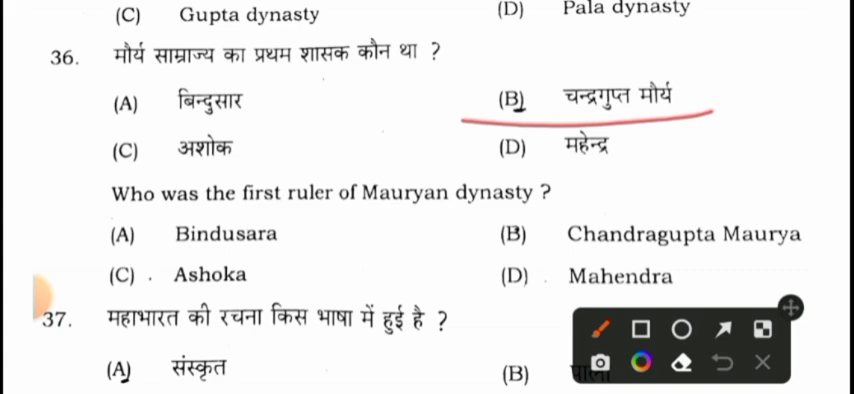 (C) Gupta dynasty (D) Pala dynasty
36. मौर्य साम्राज्य का प्रथम शासक कौन था ?
(A) बिन्दुसार (B) चन्द्रगुप्त मौर्य
(C) अशोक (D) महेन्द्र
Who was the first ruler of Mauryan dynasty ?
(A) Bindusara (B) Chandragupta Maurya
(C) . Ashoka (D) . Mahendra
37. महाभारत की रचना किस भाषा में हुई है ?
(A) संस्कृत (B)